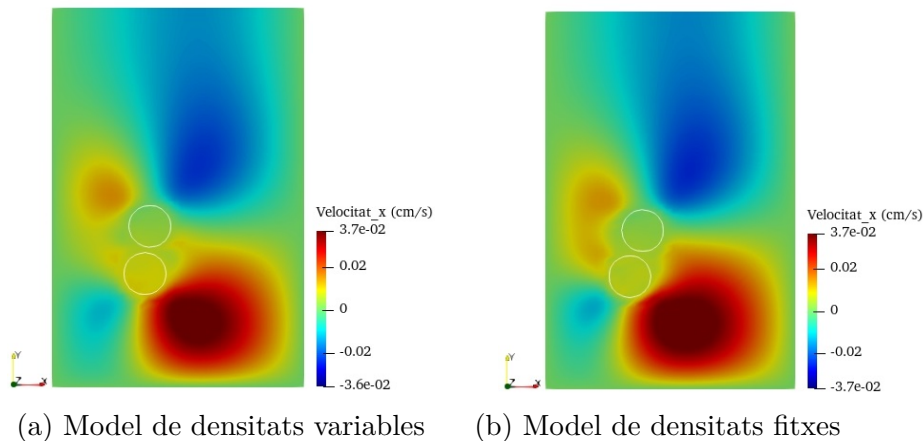 Velocitat_x (cm/s)
3.7e-02
0.02
0
-0.02
-3.6e-02
Y
Z
X
Velocitat_x (cm/s)
3.7e-02
0.02
0
-0.02
-3.7e-02
Y
Z
X
(a) Model de densitats variables
(b) Model de densitats fitxes